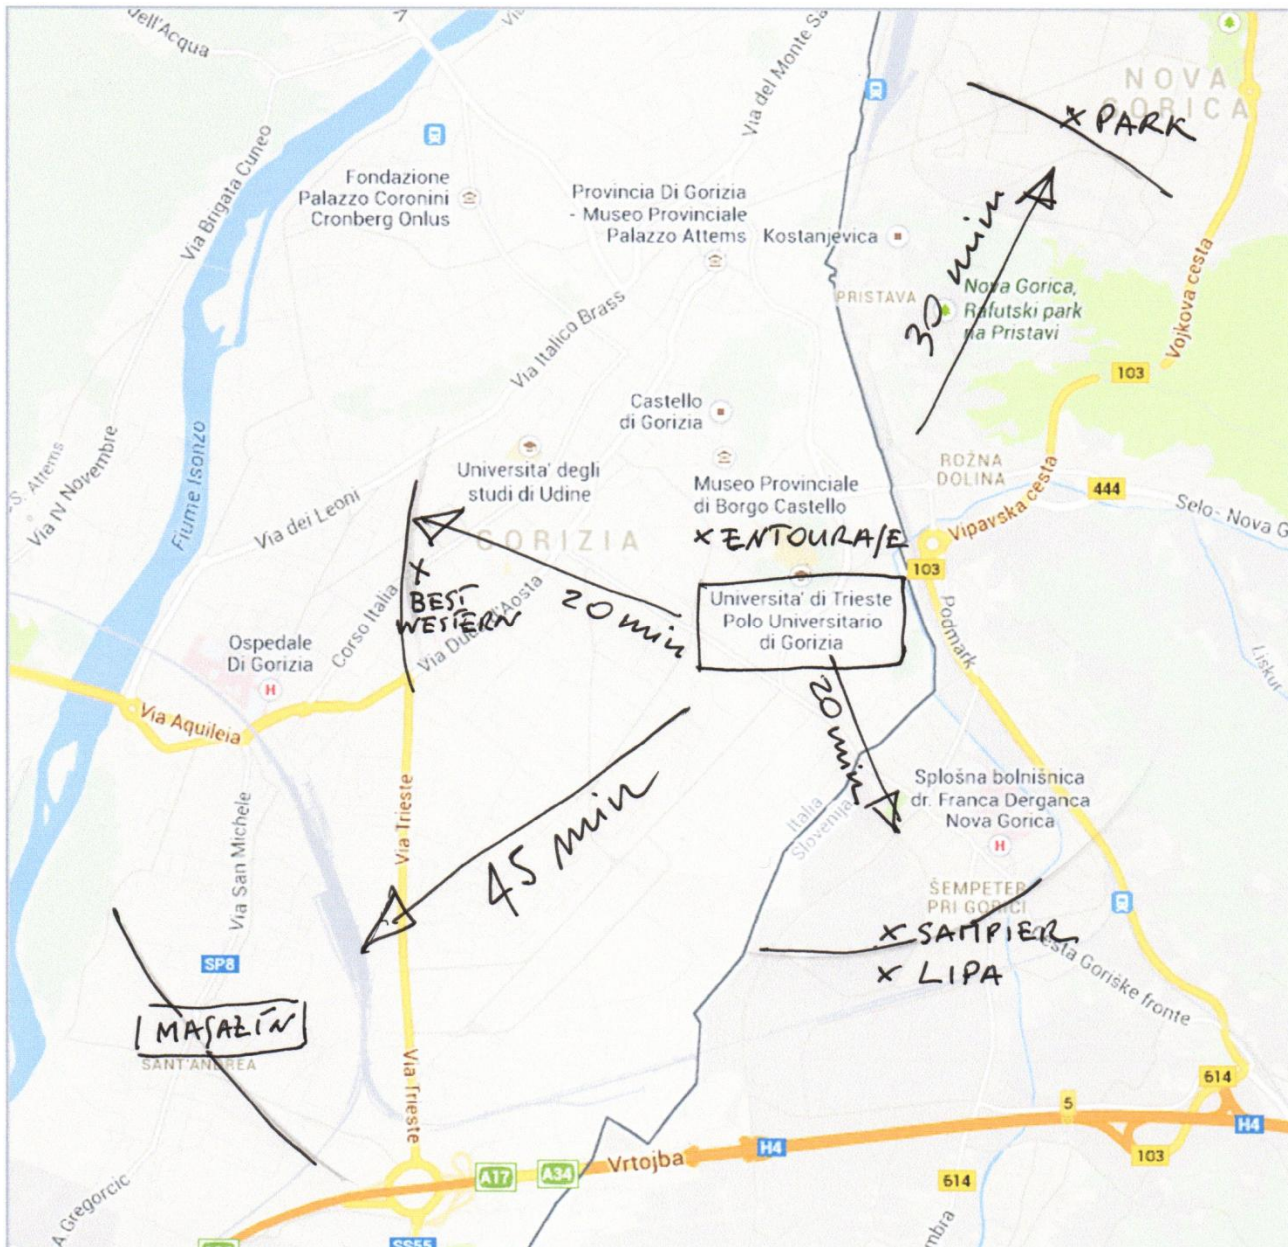 dell'Acqua
Via
Via del Monte Sa
NOVA
GORICA
x PARK
Via Brigata Cuneo
Fondazione
Palazzo Coronini
Cronberg Onlus
Provincia Di Gorizia
- Museo Provinciale
Palazzo Attems
Kostanjevica
30 min
PRISTAVA
Nova Gorica,
Rafutski park
na Pristavi
Vojkova cesta
Via Italico Brass
103
Castello
di Gorizia
S. Attems
Via IV Novembre
Fiume Isonzo
Via dei Leoni
Universita' degli
studi di Udine
Museo Provinciale
di Borgo Castello
ROŽNA
DOLINA
444
Selo- Nova G
Vipavska cesta
GORIZIA
x ENTOURAGE
103
x
BEST
WESTERN
Corso Italia
Via Duca d'Aosta
20 min
Universita' di Trieste
Polo Universitario
di Gorizia
Podmark
Liskur
Ospedale
Di Gorizia
H
Via Aquileia
20 min
Italia
Slovenija
Splošna bolnišnica
dr. Franca Derganca
Nova Gorica
H
Via San Michele
Via Trieste
45 min
ŠEMPETER
PRI GORICI
x SAMPIER
x LIPA
Cesta Goriške fronte
SP8
SANT'ANDREA
Via Trieste
A17
A34
Vrtojba
H4
5
614
H4
103
614
A Gregorcic
SS55
mbra